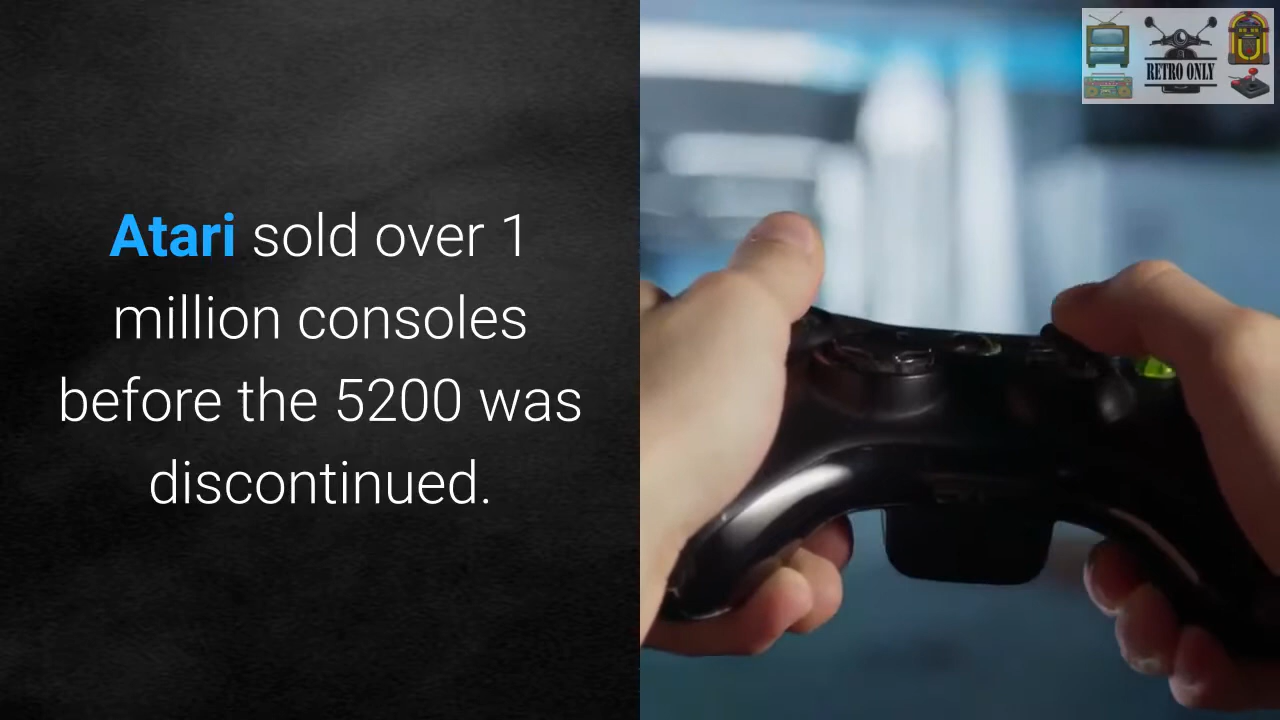 Atari sold over 1
million consoles
before the 5200 was
discontinued.
RETRO ONLY